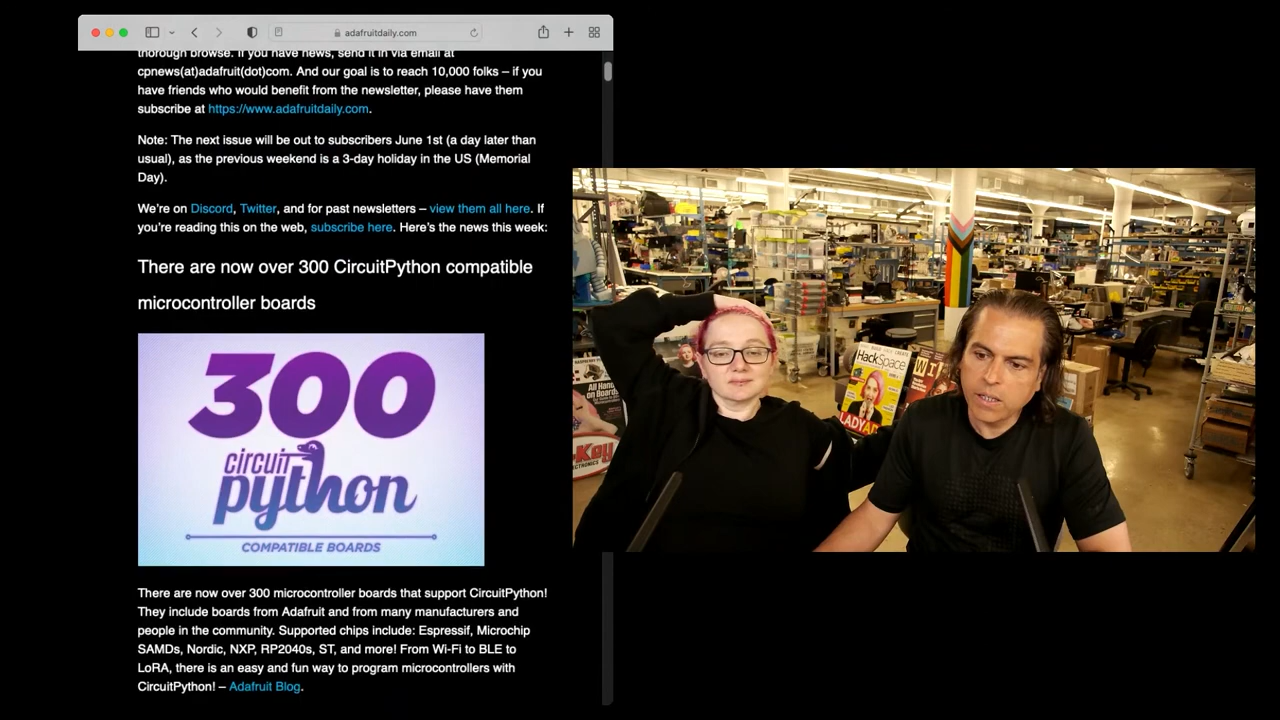 adafruitdaily.com
thorough browse. If you have news, send it in via email at
cpnews(at)adafruit(dot)com. And our goal is to reach 10,000 folks – if you
have friends who would benefit from the newsletter, please have them
subscribe at https://www.adafruitdaily.com.
Note: The next issue will be out to subscribers June 1st (a day later than
usual), as the previous weekend is a 3-day holiday in the US (Memorial
Day).
We're on Discord, Twitter, and for past newsletters – view them all here. If
you're reading this on the web, subscribe here. Here's the news this week:
There are now over 300 CircuitPython compatible
microcontroller boards
300
circuit
python
COMPATIBLE BOARDS
There are now over 300 microcontroller boards that support CircuitPython!
They include boards from Adafruit and from many manufacturers and
people in the community. Supported chips include: Espressif, Microchip
SAMDs, Nordic, NXP, RP2040s, ST, and more! From Wi-Fi to BLE to
LoRA, there is an easy and fun way to program microcontrollers with
CircuitPython! – Adafruit Blog.
HackSpace
LADYAD
WI
All Hand
on Board
-Key
ECTRONICS